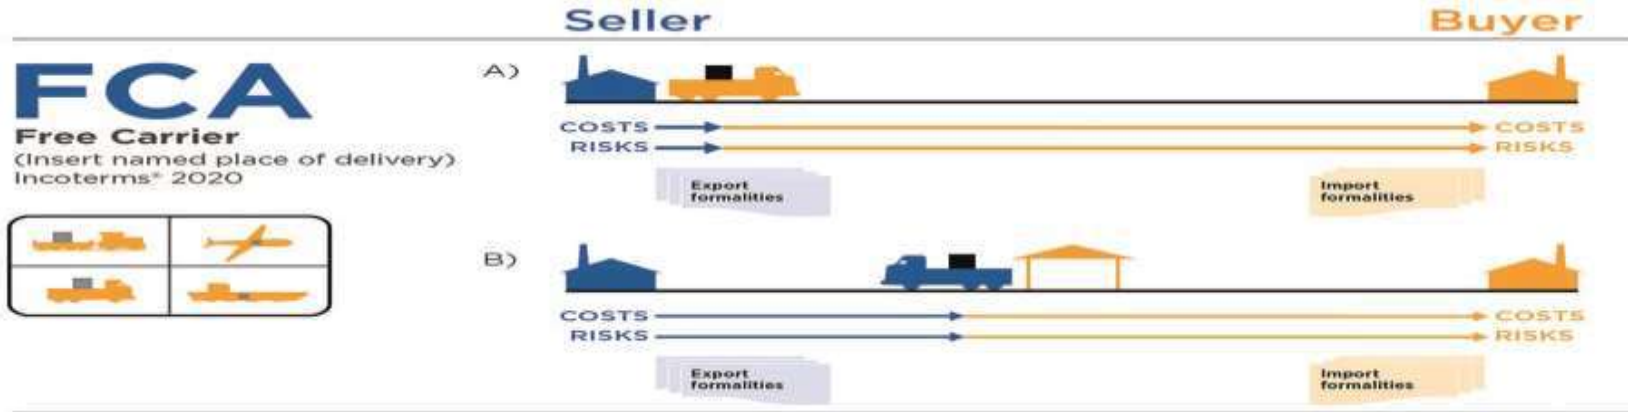 Seller Buyer
FCA
Free Carrier
(Insert named place of delivery)
Incoterms® 2020
A)
COSTS COSTS
RISKS RISKS
Export
formalities
Import
formalities
B)
COSTS COSTS
RISKS RISKS
Export
formalities
Import
formalities